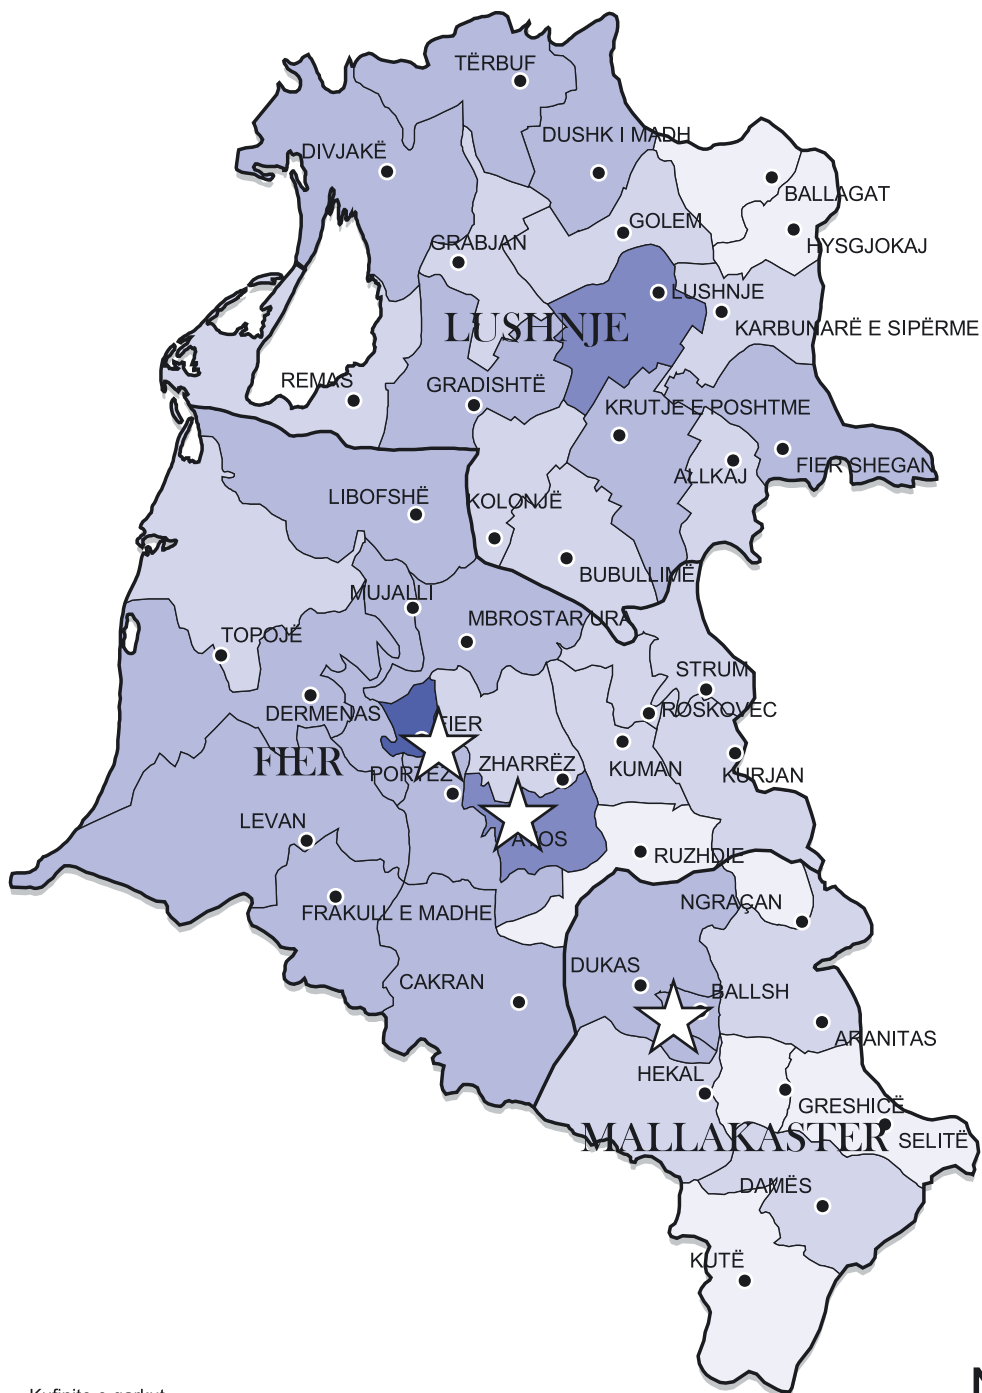 TËRBUF
DUSHK I MADH
DIVJAKË
BALLAGAT
GOLEM
GRABJAN
HYSGJOKAJ
LUSHNJE
LUSHNJE
KARBUNARË E SIPËRME
REMAS
GRADISHTË
KRUTJE E POSHTME
ALLKAJ
FIER SHEGAN
LIBOFSHË
KOLONJË
BUBULLIMË
MUJALLI
MBROSTAR URA
TOPOJË
STRUM
DERMENAS
ROSKOVEC
FIER
FIER
ZHARRËZ
KUMAN
KURJAN
PORTËZ
LEVAN
ATOS
RUZHDIE
NGRAÇAN
FRAKULL E MADHE
DUKAS
CAKRAN
BALLSH
ARANITAS
HEKAL
GRESHICË
MALLAKASTER
SELITË
DAMËS
KUTË